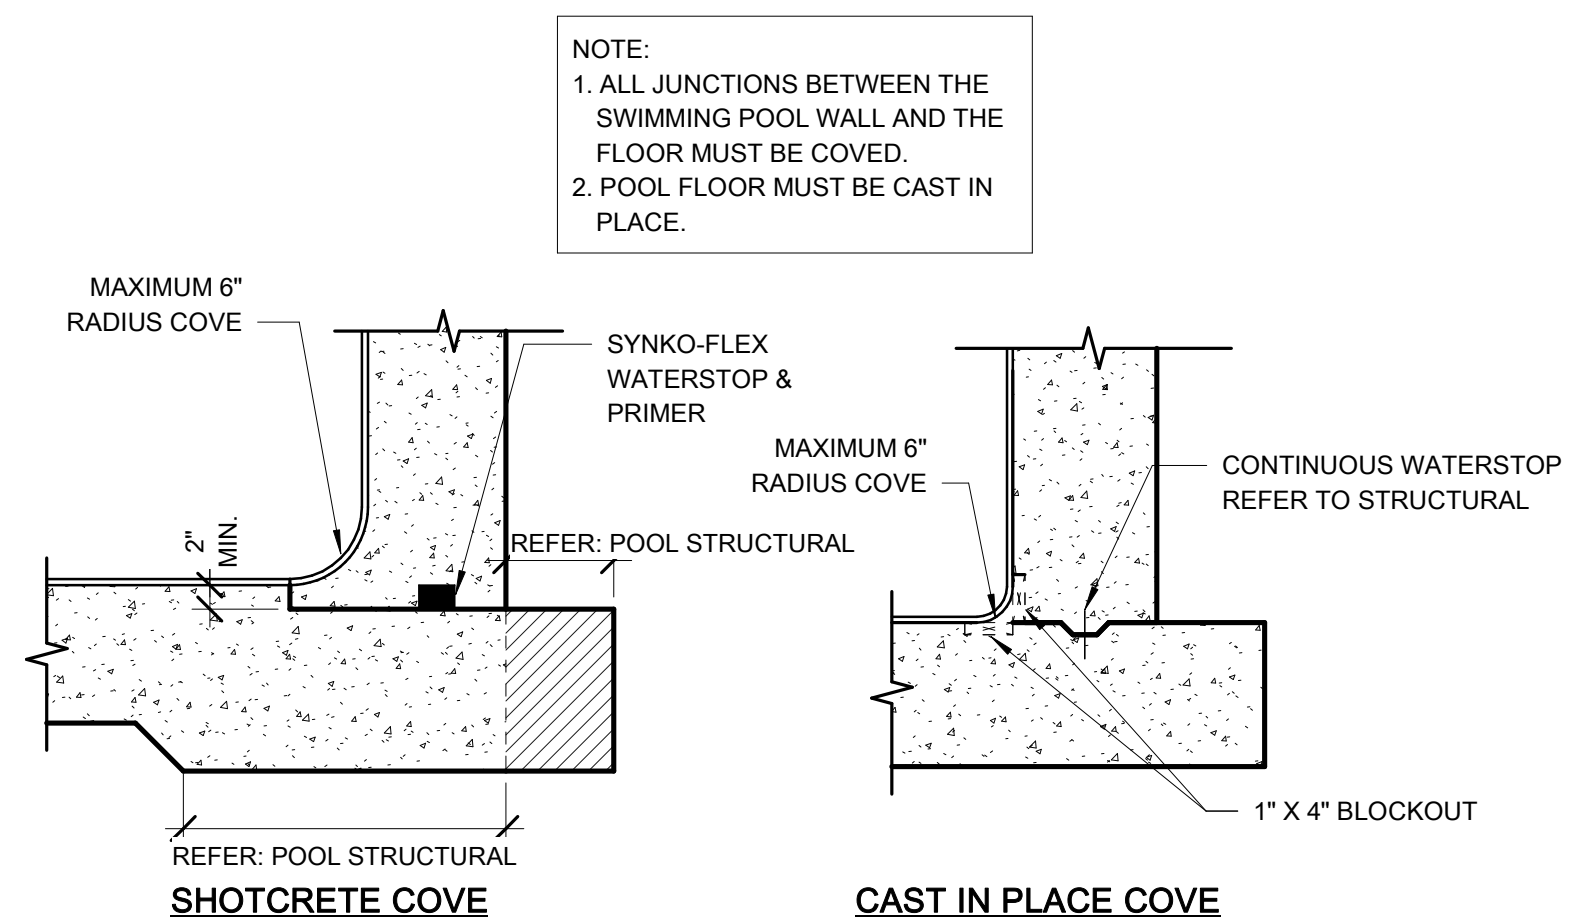 NOTE:
1. ALL JUNCTIONS BETWEEN THE
SWIMMING POOL WALL AND THE
FLOOR MUST BE COVED.
2. POOL FLOOR MUST BE CAST IN
PLACE.
MAXIMUM 6"
RADIUS COVE
SYNKO-FLEX
WATERSTOP &
PRIMER
2"
MIN.
REFER: POOL STRUCTURAL
REFER: POOL STRUCTURAL
SHOTCRETE COVE
MAXIMUM 6"
RADIUS COVE
CONTINUOUS WATERSTOP
REFER TO STRUCTURAL
1" X 4" BLOCKOUT
CAST IN PLACE COVE